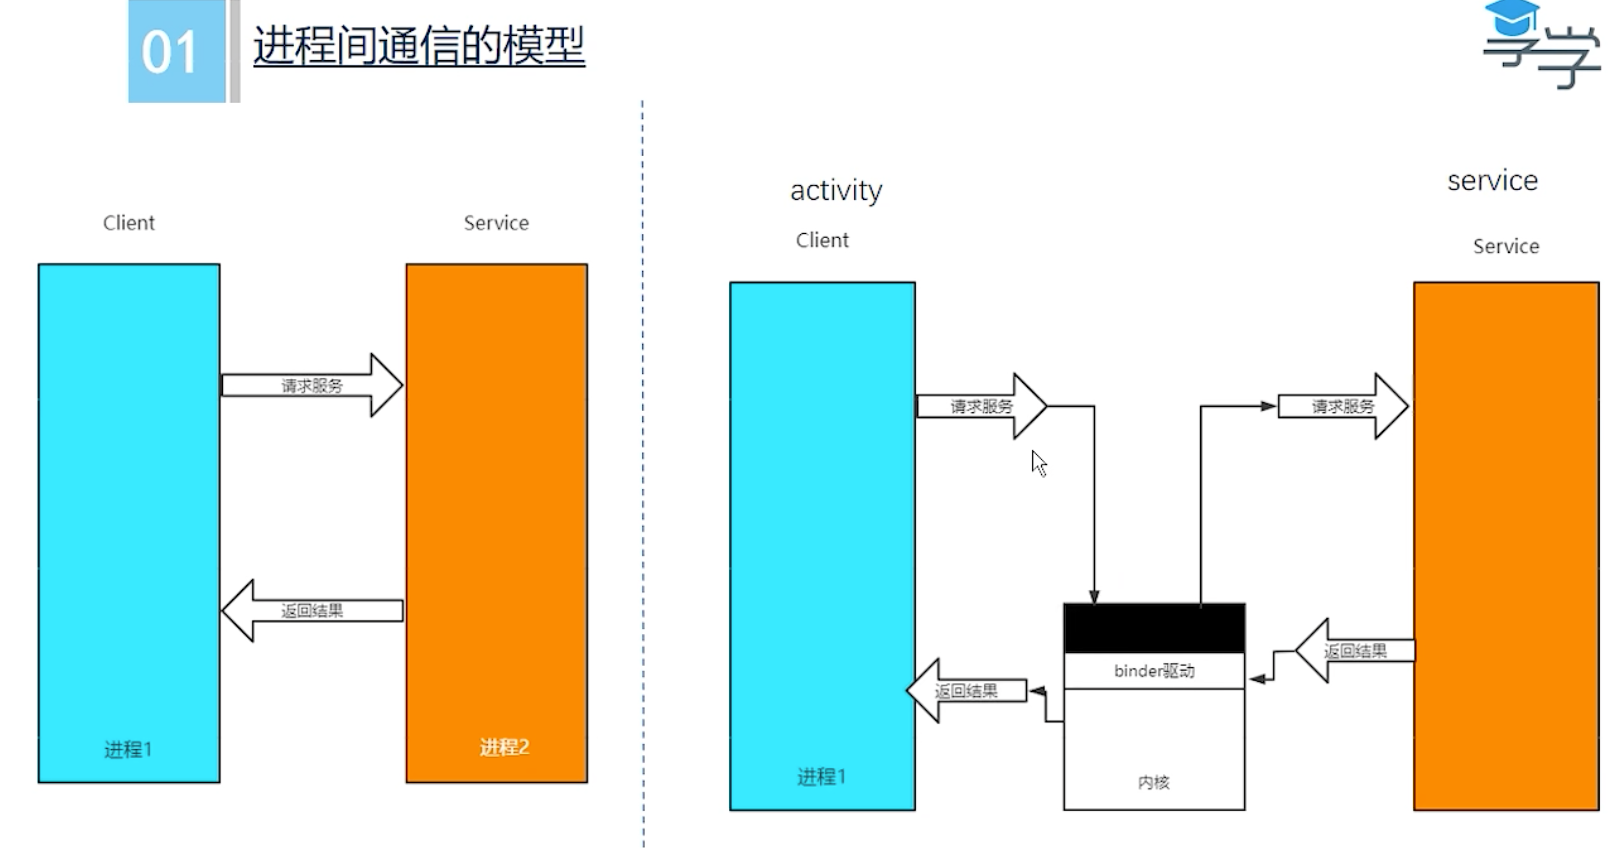 01
进程间通信的模型
享学
Client
Service
请求服务
返回结果
进程1
进程2
activity
Client
service
Service
请求服务
请求服务
binder驱动
返回结果
返回结果
进程1
内核